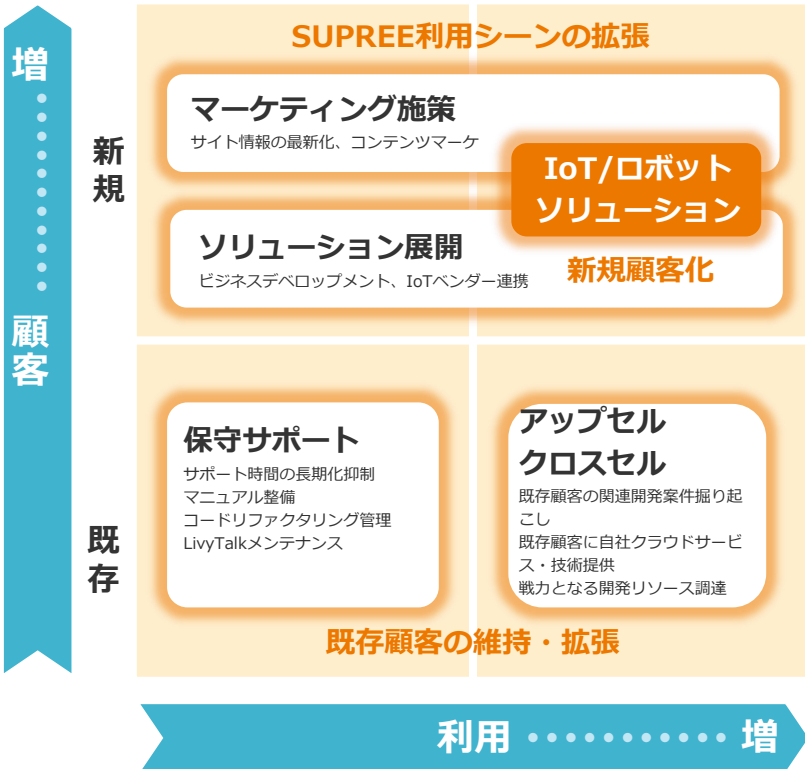 SUPREE利用シーンの拡張
増
顧客
新規
マーケティング施策
サイト情報の最新化、コンテンツマーケ
IoT/ロボット
ソリューション
ソリューション展開
ビジネスデベロップメント、IoTベンダー連携
新規顧客化
既存
保守サポート
サポート時間の長期化抑制
マニュアル整備
コードリファクタリング管理
LivyTalkメンテナンス
アップセル
クロスセル
既存顧客の関連開発案件掘り起
こし
既存顧客に自社クラウドサービ
ス・技術提供
戦力となる開発リソース調達
既存顧客の維持・拡張
利用 ・・・・・・・・・・・ 増